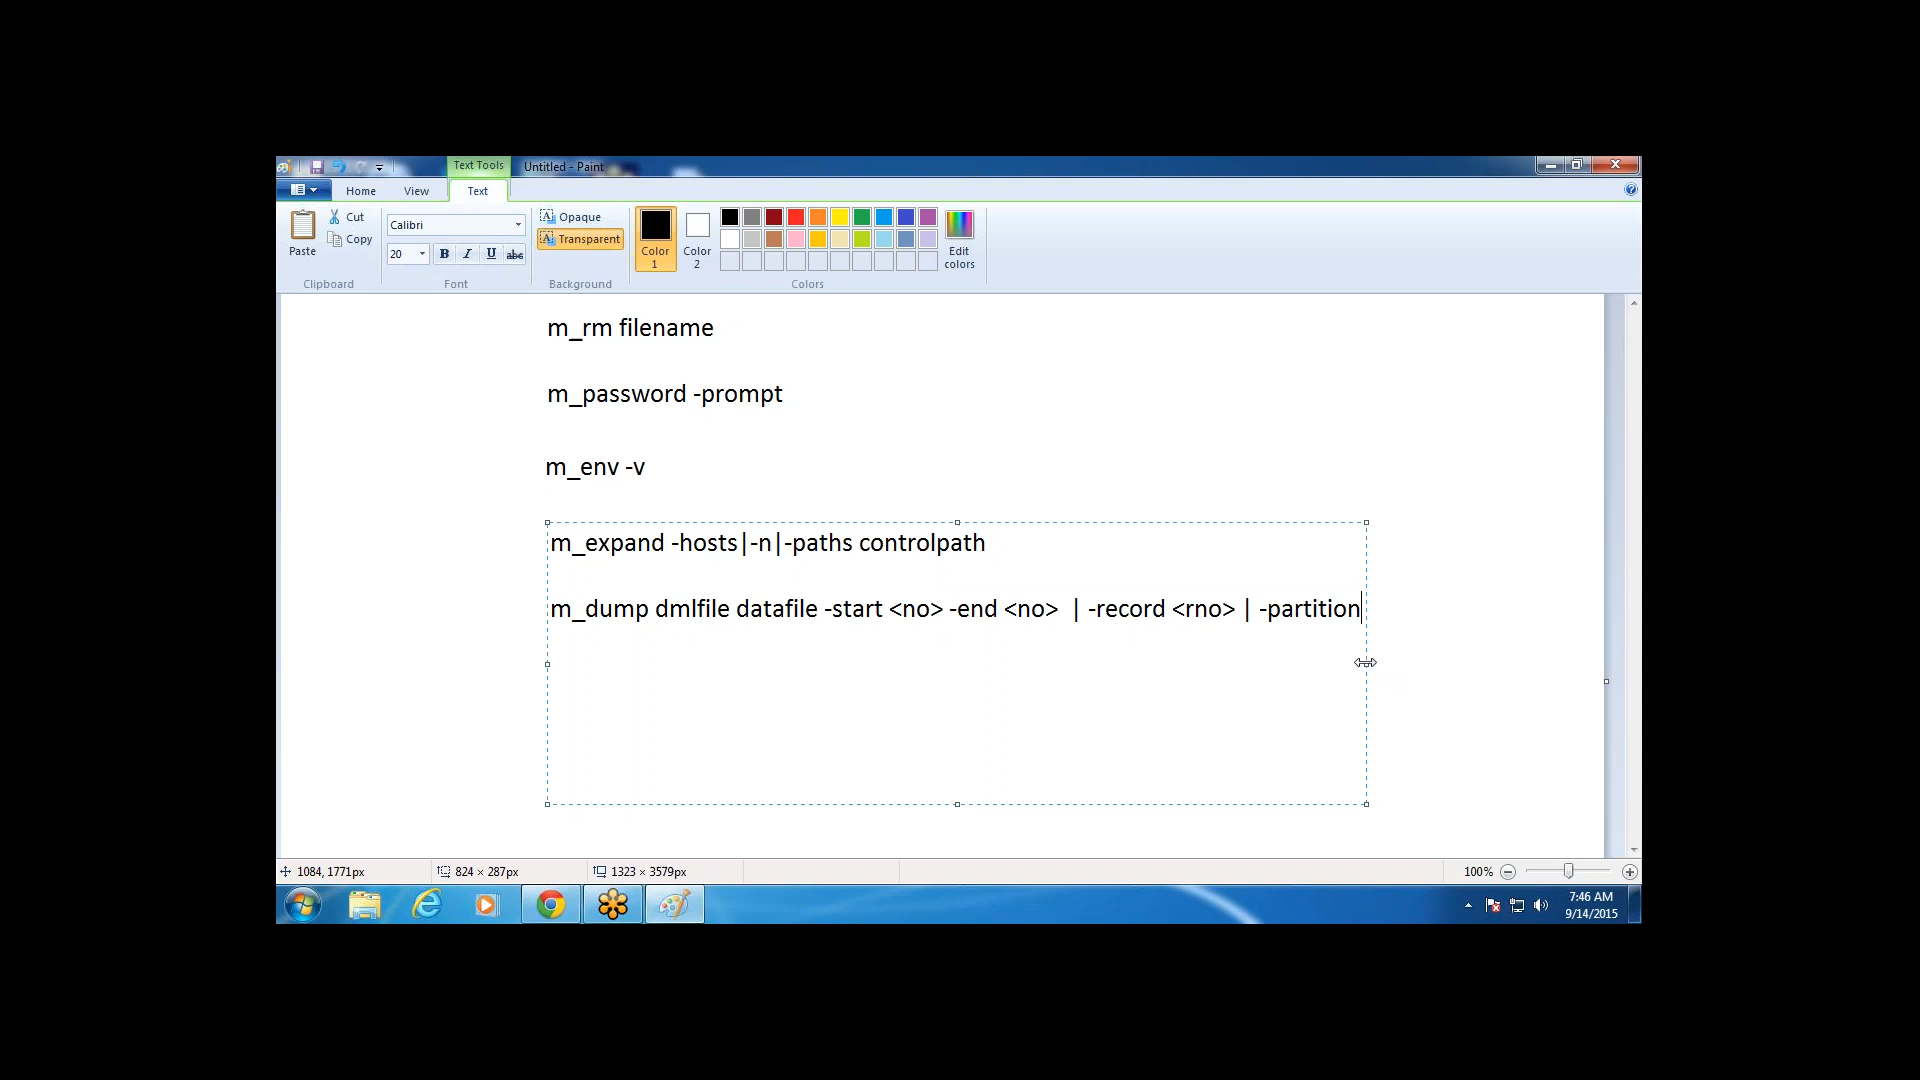 Text Tools
Untitled - Paint
Home
View
Text
Paste
Cut
Copy
Clipboard
Calibri
20
B
I
U
abc
Font
Opaque
Transparent
Background
Color
1
Color
2
Edit
colors
Colors
m_rm filename
m_password -prompt
m_env -v
m_expand -hosts|-n|-paths controlpath
m_dump dmlfile datafile -start <no> -end <no>  | -record <rno> | -partition
1084, 1771px
824 × 287px
1323 × 3579px
100%
7:46 AM
9/14/2015